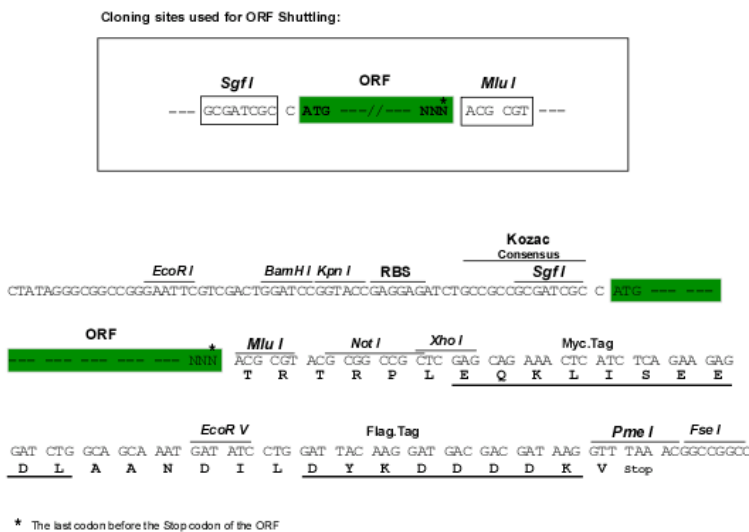 Cloning sites used for ORF Shuttling:
Sgf I ORF Mlu I
--- GCGATCGC C ATG ---//--- NNN* ACG CGT ---
Kozac
Consensus
EcoR I BamH I Kpn I RBS Sgf I
CTATAGGGCGGCCGGGAATTCGTCGACTGGATCCGGTACCGAGGAGATCTGCCGCCGCGATCGC C ATG --- ---
ORF Mlu I Not I Xho I Myc.Tag
--- --- --- --- --- --- NNN* ACG CGT ACG CGG CCG CTC GAG CAG AAA CTC ATC TCA GAA GAG
T R T R P L E Q K L I S E E
EcoR V Flag.Tag Pme I Fse I
GAT CTG GCA GCA AAT GAT ATC CTG GAT TAC AAG GAT GAC GAC GAT AAG GTT TAA ACGGCCGGCC
D L A A N D I L D Y K D D D D K V Stop
* The last codon before the Stop codon of the ORF